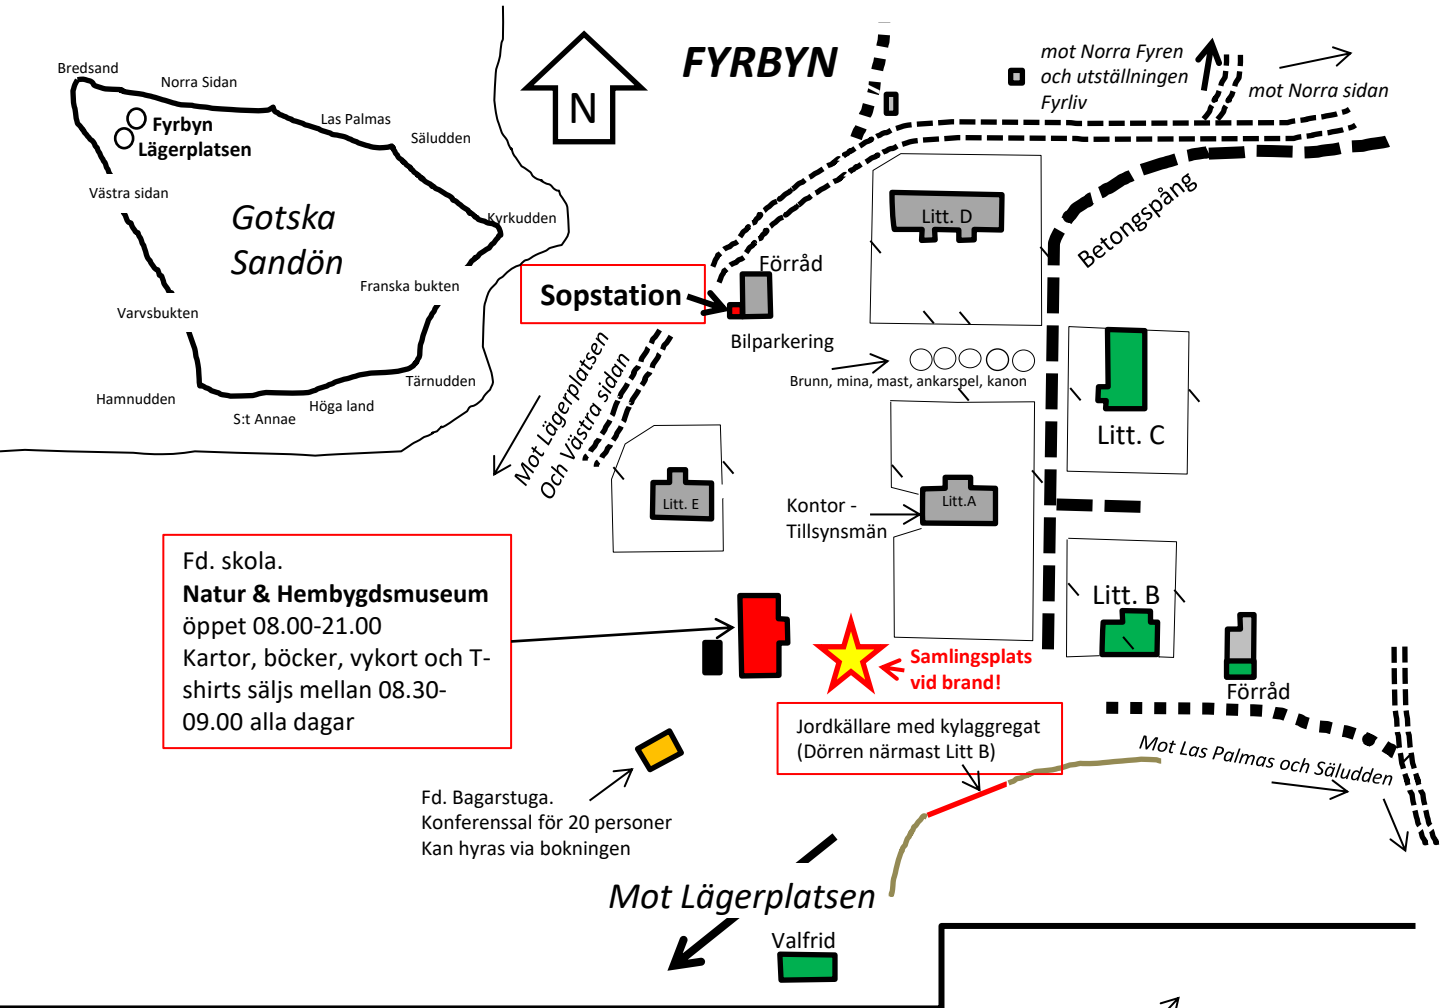 FYRBYN
N
mot Norra Fyren
och utställningen
Fyrliv
mot Norra sidan
Bredsand
Norra Sidan
Las Palmas
Säludden
Fyrbyn
Lägerplatsen
Västra sidan
Gotska
Sandön
Kyrkudden
Franska bukten
Varvsbukten
Tärnudden
Hamnudden
Höga land
S:t Annae
Litt. D
Betongspång
Förråd
Sopstation
Bilparkering
Brunn, mina, mast, ankarspel, kanon
Mot Lägerplatsen
Och Västra sidan
Litt. C
Litt. E
Litt.A
Kontor -
Tillsynsmän
Fd. skola.
Natur & Hembygdsmuseum
öppet 08.00-21.00
Kartor, böcker, vykort och T-
shirts säljs mellan 08.30-
09.00 alla dagar
Litt. B
Samlingsplats
vid brand!
Förråd
Jordkällare med kylaggregat
(Dörren närmast Litt B)
Mot Las Palmas och Säludden
Fd. Bagarstuga.
Konferenssal för 20 personer
Kan hyras via bokningen
Mot Lägerplatsen
Valfrid